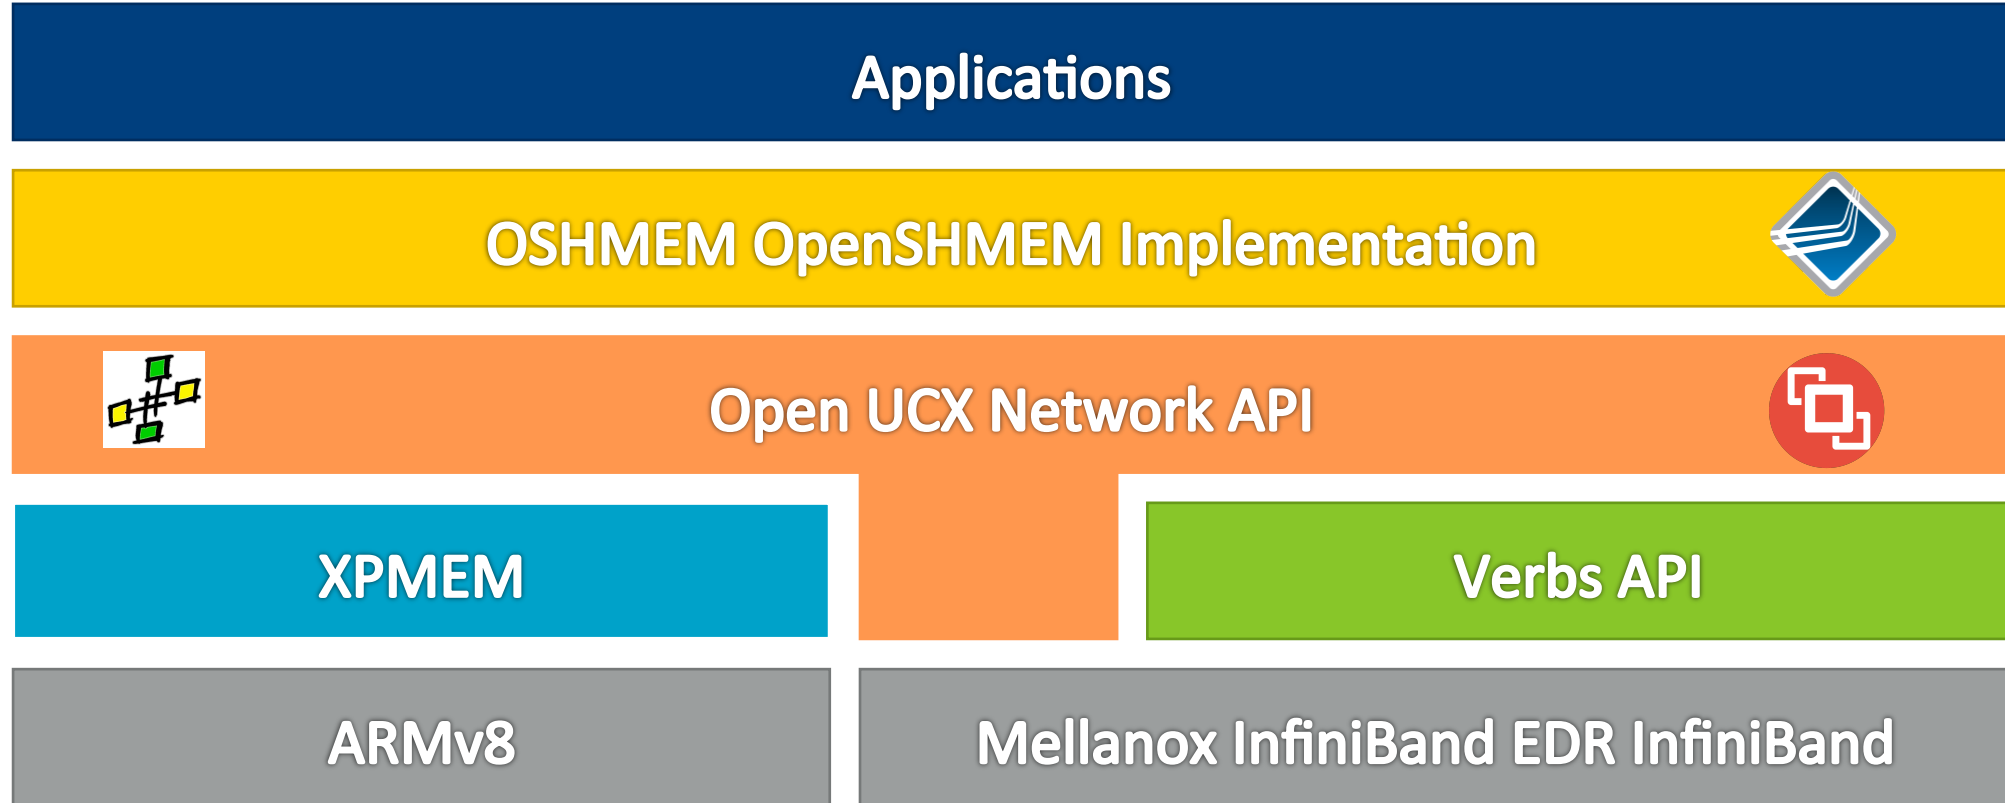 Applications
OSHMEM OpenSHMEM Implementation
Open UCX Network API
XPMEM
Verbs API
ARMv8
Mellanox InfiniBand EDR InfiniBand